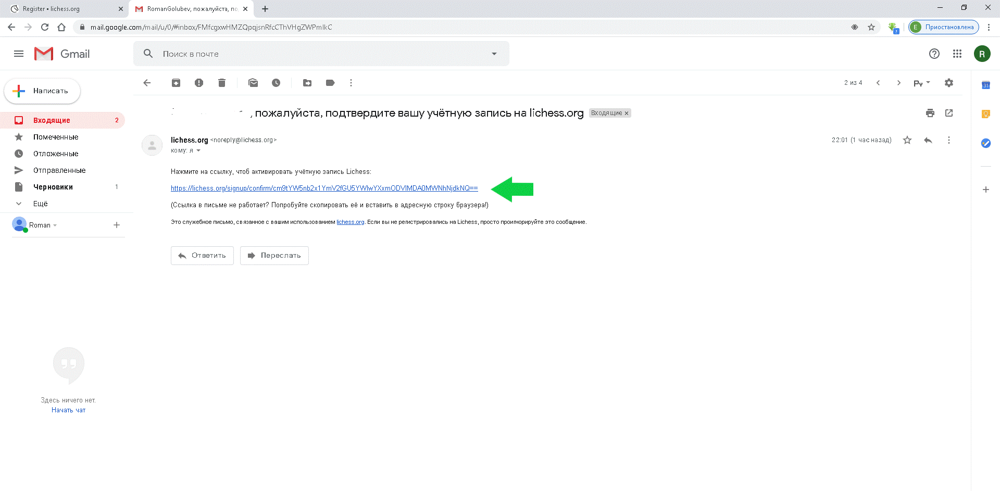 Register • lichess.org
RomanGolubev, пожалуйста, по
mail.google.com/mail/u/0/#inbox/FMfcgxwHMZQpqjsnRfcCThVHgZWPmlkC
E Приостановлена
Gmail
Поиск в почте
R
Написать
2 из 4
Ру
31
Входящие 2
, пожалуйста, подтвердите вашу учётную запись на lichess.org Входящие ×
Помеченные
lichess.org <noreply@lichess.org>
22:01 (1 час назад)
кому: я
Отложенные
Отправленные
Нажмите на ссылку, чтоб активировать учётную запись Lichess:
Черновики 1
https://lichess.org/signup/confirm/cm9tYW5nb2x1YmV2fGU5YWIwYXxmODVlMDA0MWNhNjdkNQ==
Ещё
(Ссылка в письме не работает? Попробуйте скопировать её и вставить в адресную строку браузера!)
Roman
Это служебное письмо, связанное с вашим использованием lichess.org. Если вы не регистрировались на Lichess, просто проигнорируйте это сообщение.
Ответить
Переслать
Здесь ничего нет.
Начать чат